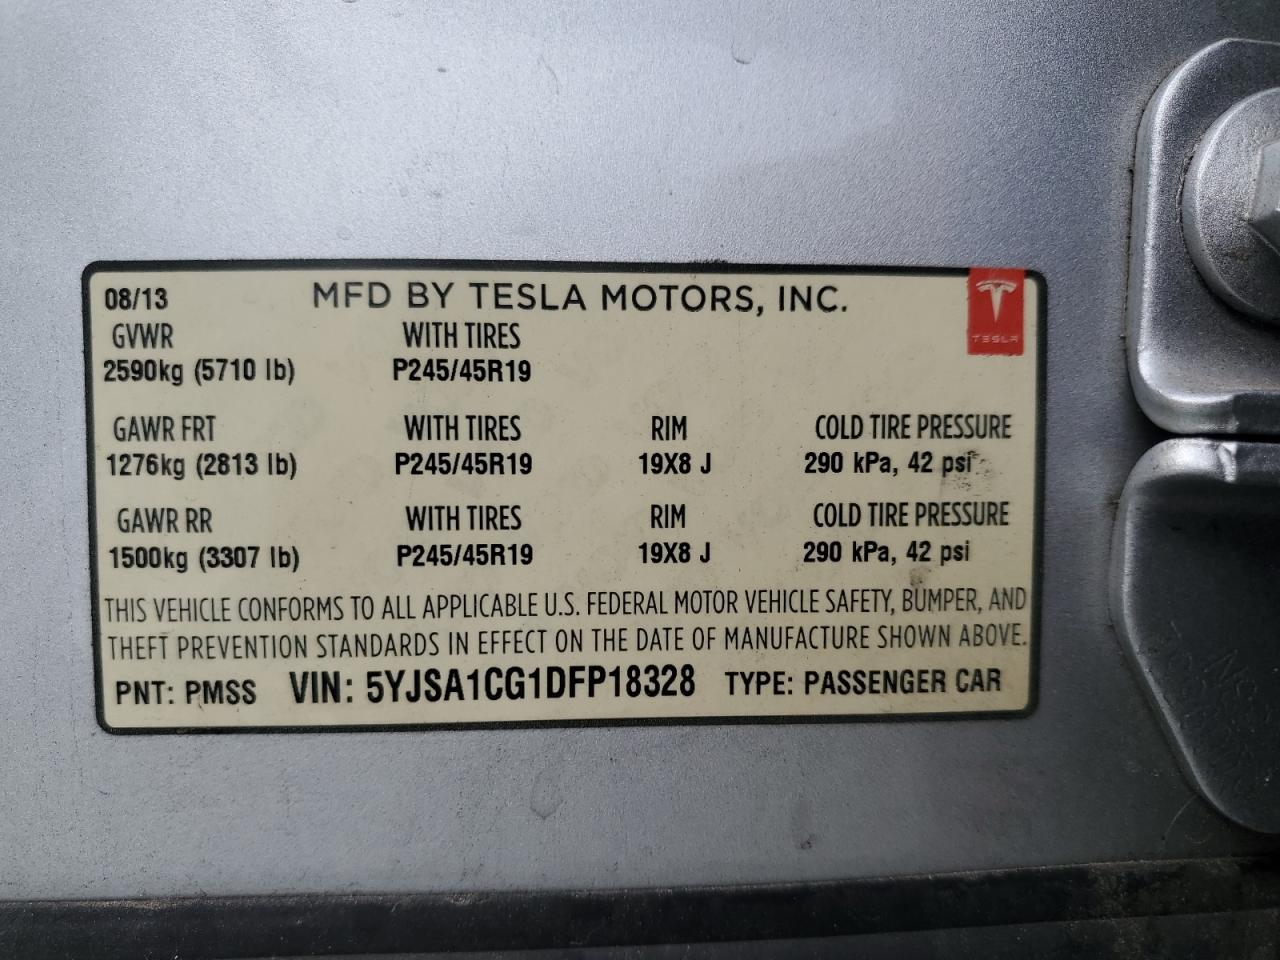 08/13 MFD BY TESLA MOTORS, INC.
TESLA
GVWR WITH TIRES
2590kg (5710 lb) P245/45R19
GAWR FRT WITH TIRES RIM COLD TIRE PRESSURE
1276kg (2813 lb) P245/45R19 19X8 J 290 kPa, 42 psi
GAWR RR WITH TIRES RIM COLD TIRE PRESSURE
1500kg (3307 lb) P245/45R19 19X8 J 290 kPa, 42 psi
THIS VEHICLE CONFORMS TO ALL APPLICABLE U.S. FEDERAL MOTOR VEHICLE SAFETY, BUMPER, AND
THEFT PREVENTION STANDARDS IN EFFECT ON THE DATE OF MANUFACTURE SHOWN ABOVE.
PNT: PMSS VIN: 5YJSA1CG1DFP18328 TYPE: PASSENGER CAR